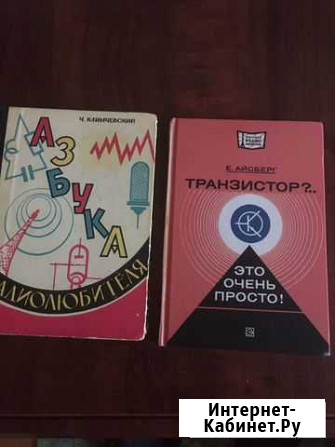 Ч. КЛИМЧЕВСКИЙ
АЗБУКА
РАДИОЛЮБИТЕЛЯ
Е. АЙСБЕРГ
ТРАНЗИСТОР?..
ЭТО
ОЧЕНЬ
ПРОСТО!
Интернет-
Кабинет.Ру